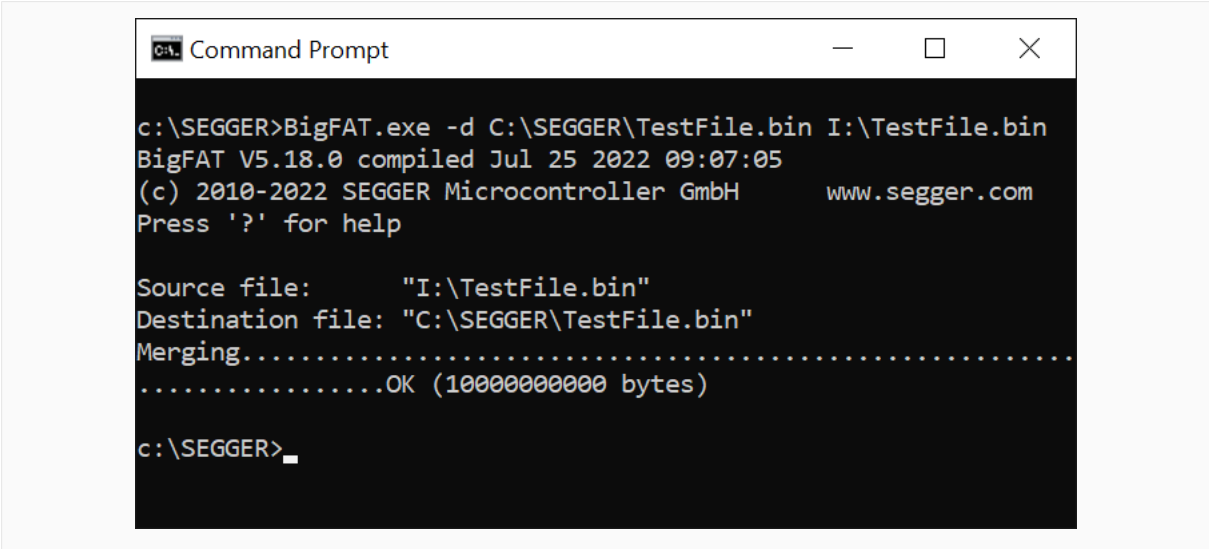 Command Prompt
c:\SEGGER>BigFAT.exe -d C:\SEGGER\TestFile.bin I:\TestFile.bin
BigFAT V5.18.0 compiled Jul 25 2022 09:07:05
(c) 2010-2022 SEGGER Microcontroller GmbH      www.segger.com
Press '?' for help
Source file:      "I:\TestFile.bin"
Destination file: "C:\SEGGER\TestFile.bin"
Merging.........................................................
.................OK (10000000000 bytes)
c:\SEGGER>